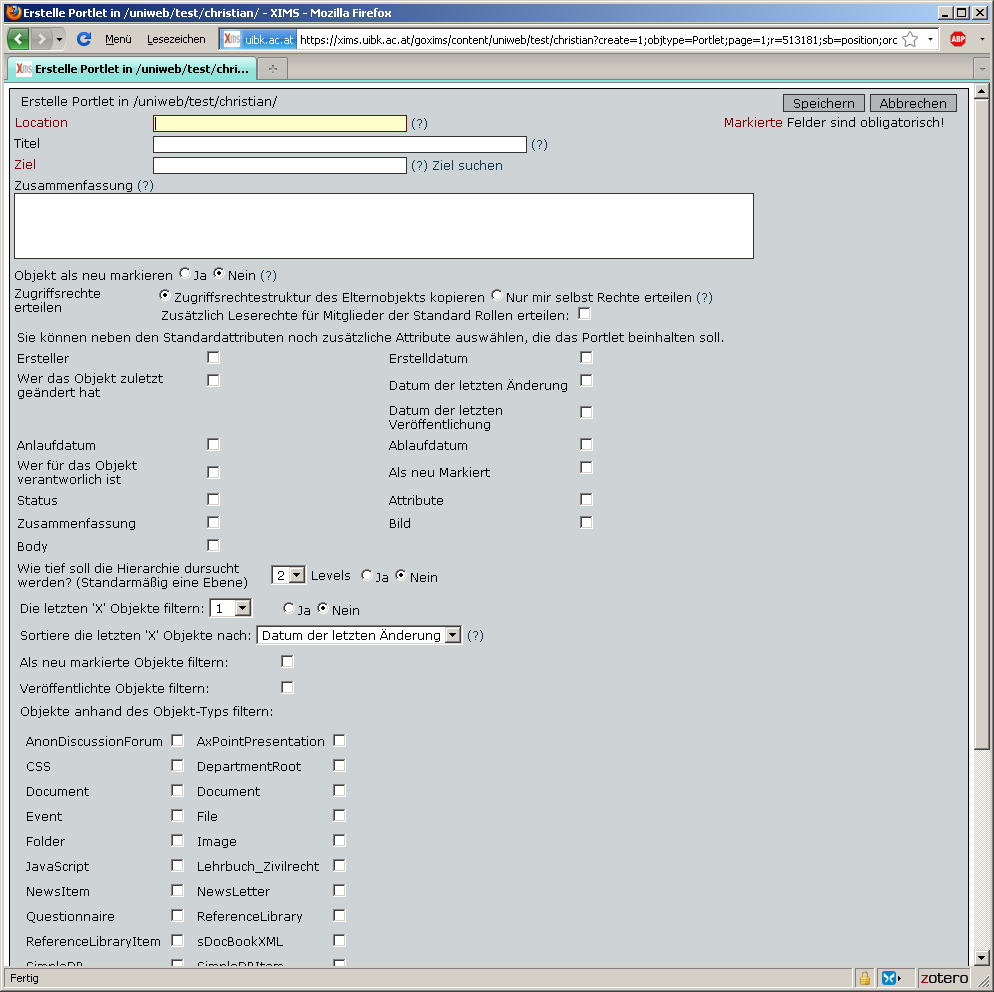 Erstelle Portlet in /uniweb/test/christian/ - XIMS - Mozilla Firefox
Menü Lesezeichen Xims uibk.ac.at https://xims.uibk.ac.at/goxims/content/uniweb/test/christian?create=1;objtype=Portlet;page=1;r=513181;sb=position;orc ABP
Xims Erstelle Portlet in /uniweb/test/chri...
Erstelle Portlet in /uniweb/test/christian/ Speichern Abbrechen
Location (?) Markierte Felder sind obligatorisch!
Titel (?)
Ziel (?) Ziel suchen
Zusammenfassung (?)
Objekt als neu markieren Ja Nein (?)
Zugriffsrechte erteilen Zugriffsrechtestruktur des Elternobjekts kopieren Nur mir selbst Rechte erteilen (?)
Zusätzlich Leserechte für Mitglieder der Standard Rollen erteilen:
Sie können neben den Standardattributen noch zusätzliche Attribute auswählen, die das Portlet beinhalten soll.
Ersteller Erstelldatum
Wer das Objekt zuletzt
geändert hat Datum der letzten Änderung
Datum der letzten
Veröffentlichung
Anlaufdatum Ablaufdatum
Wer für das Objekt
verantworlich ist Als neu Markiert
Status Attribute
Zusammenfassung Bild
Body
Wie tief soll die Hierarchie dursucht
werden? (Standarmäßig eine Ebene) 2 Levels Ja Nein
Die letzten 'X' Objekte filtern: 1 Ja Nein
Sortiere die letzten 'X' Objekte nach: Datum der letzten Änderung (?)
Als neu markierte Objekte filtern:
Veröffentlichte Objekte filtern:
Objekte anhand des Objekt-Typs filtern:
AnonDiscussionForum AxPointPresentation
CSS DepartmentRoot
Document Document
Event File
Folder Image
JavaScript Lehrbuch_Zivilrecht
NewsItem NewsLetter
Questionnaire ReferenceLibrary
ReferenceLibraryItem sDocBookXML
SimpleDB SimpleDBItem
Fertig zotero